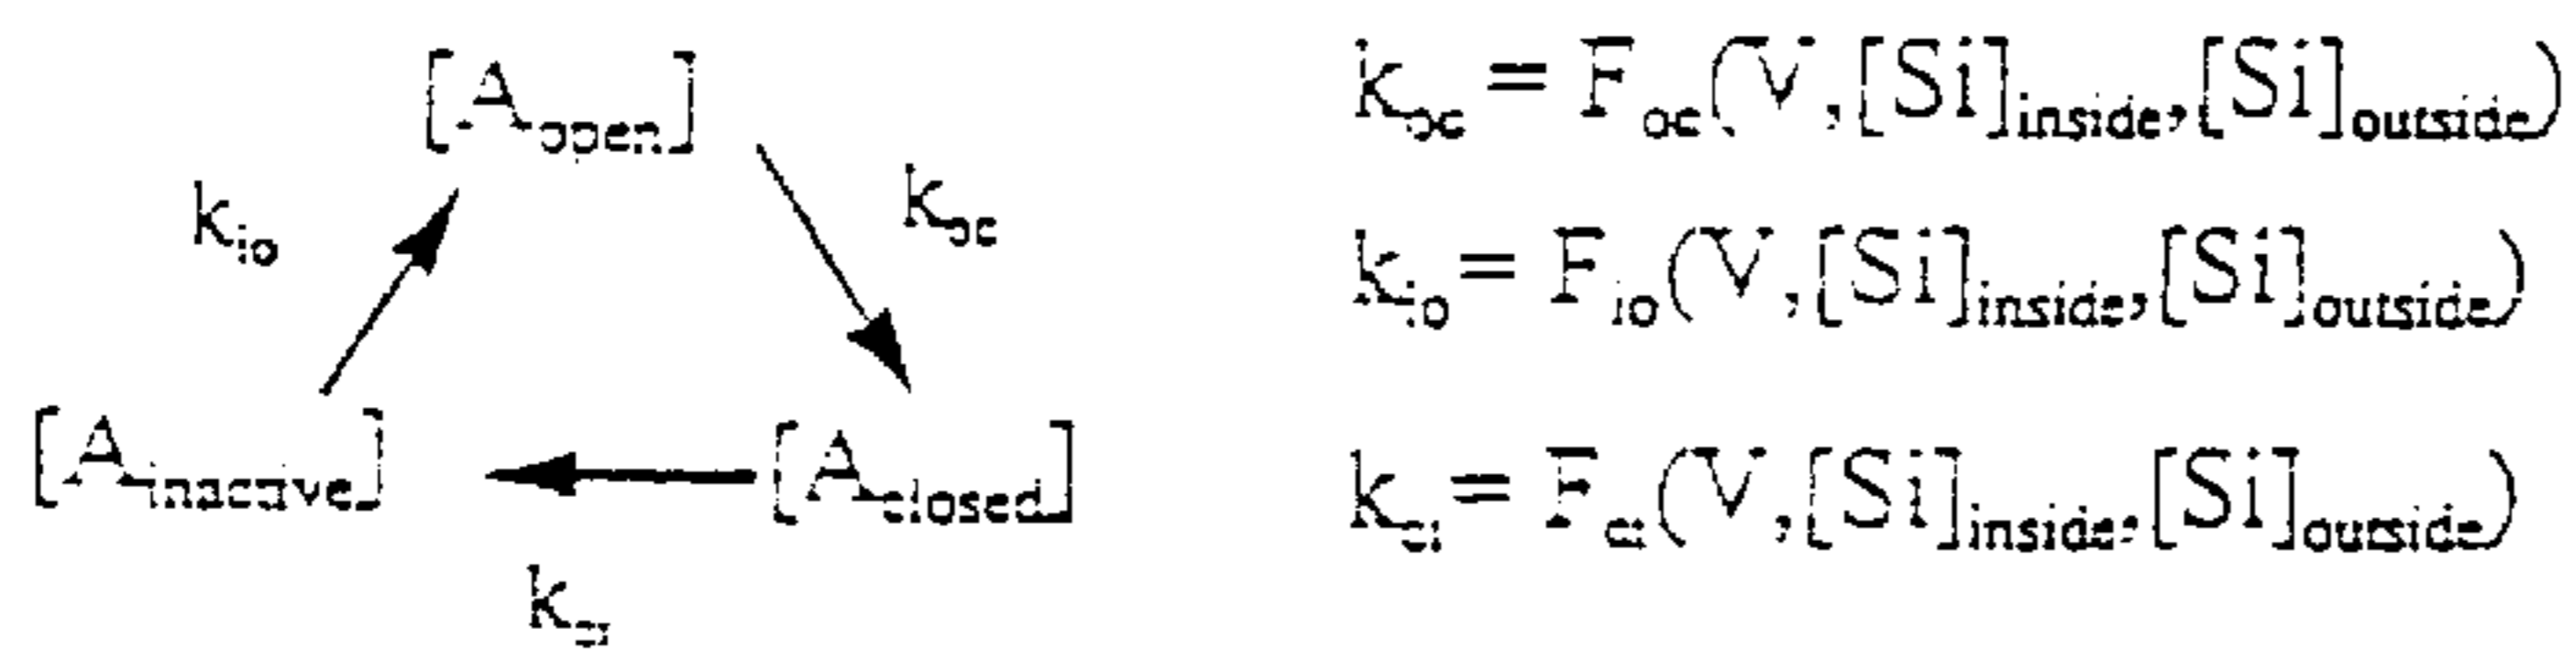 [A_open]
k_oc = F_oc(V,[Si]_inside,[Si]_outside)
k_io
k_oc
k_io = F_io(V,[Si]_inside,[Si]_outside)
[A_inactive]
[A_closed]
k_ci = F_ci(V,[Si]_inside,[Si]_outside)
k_ci